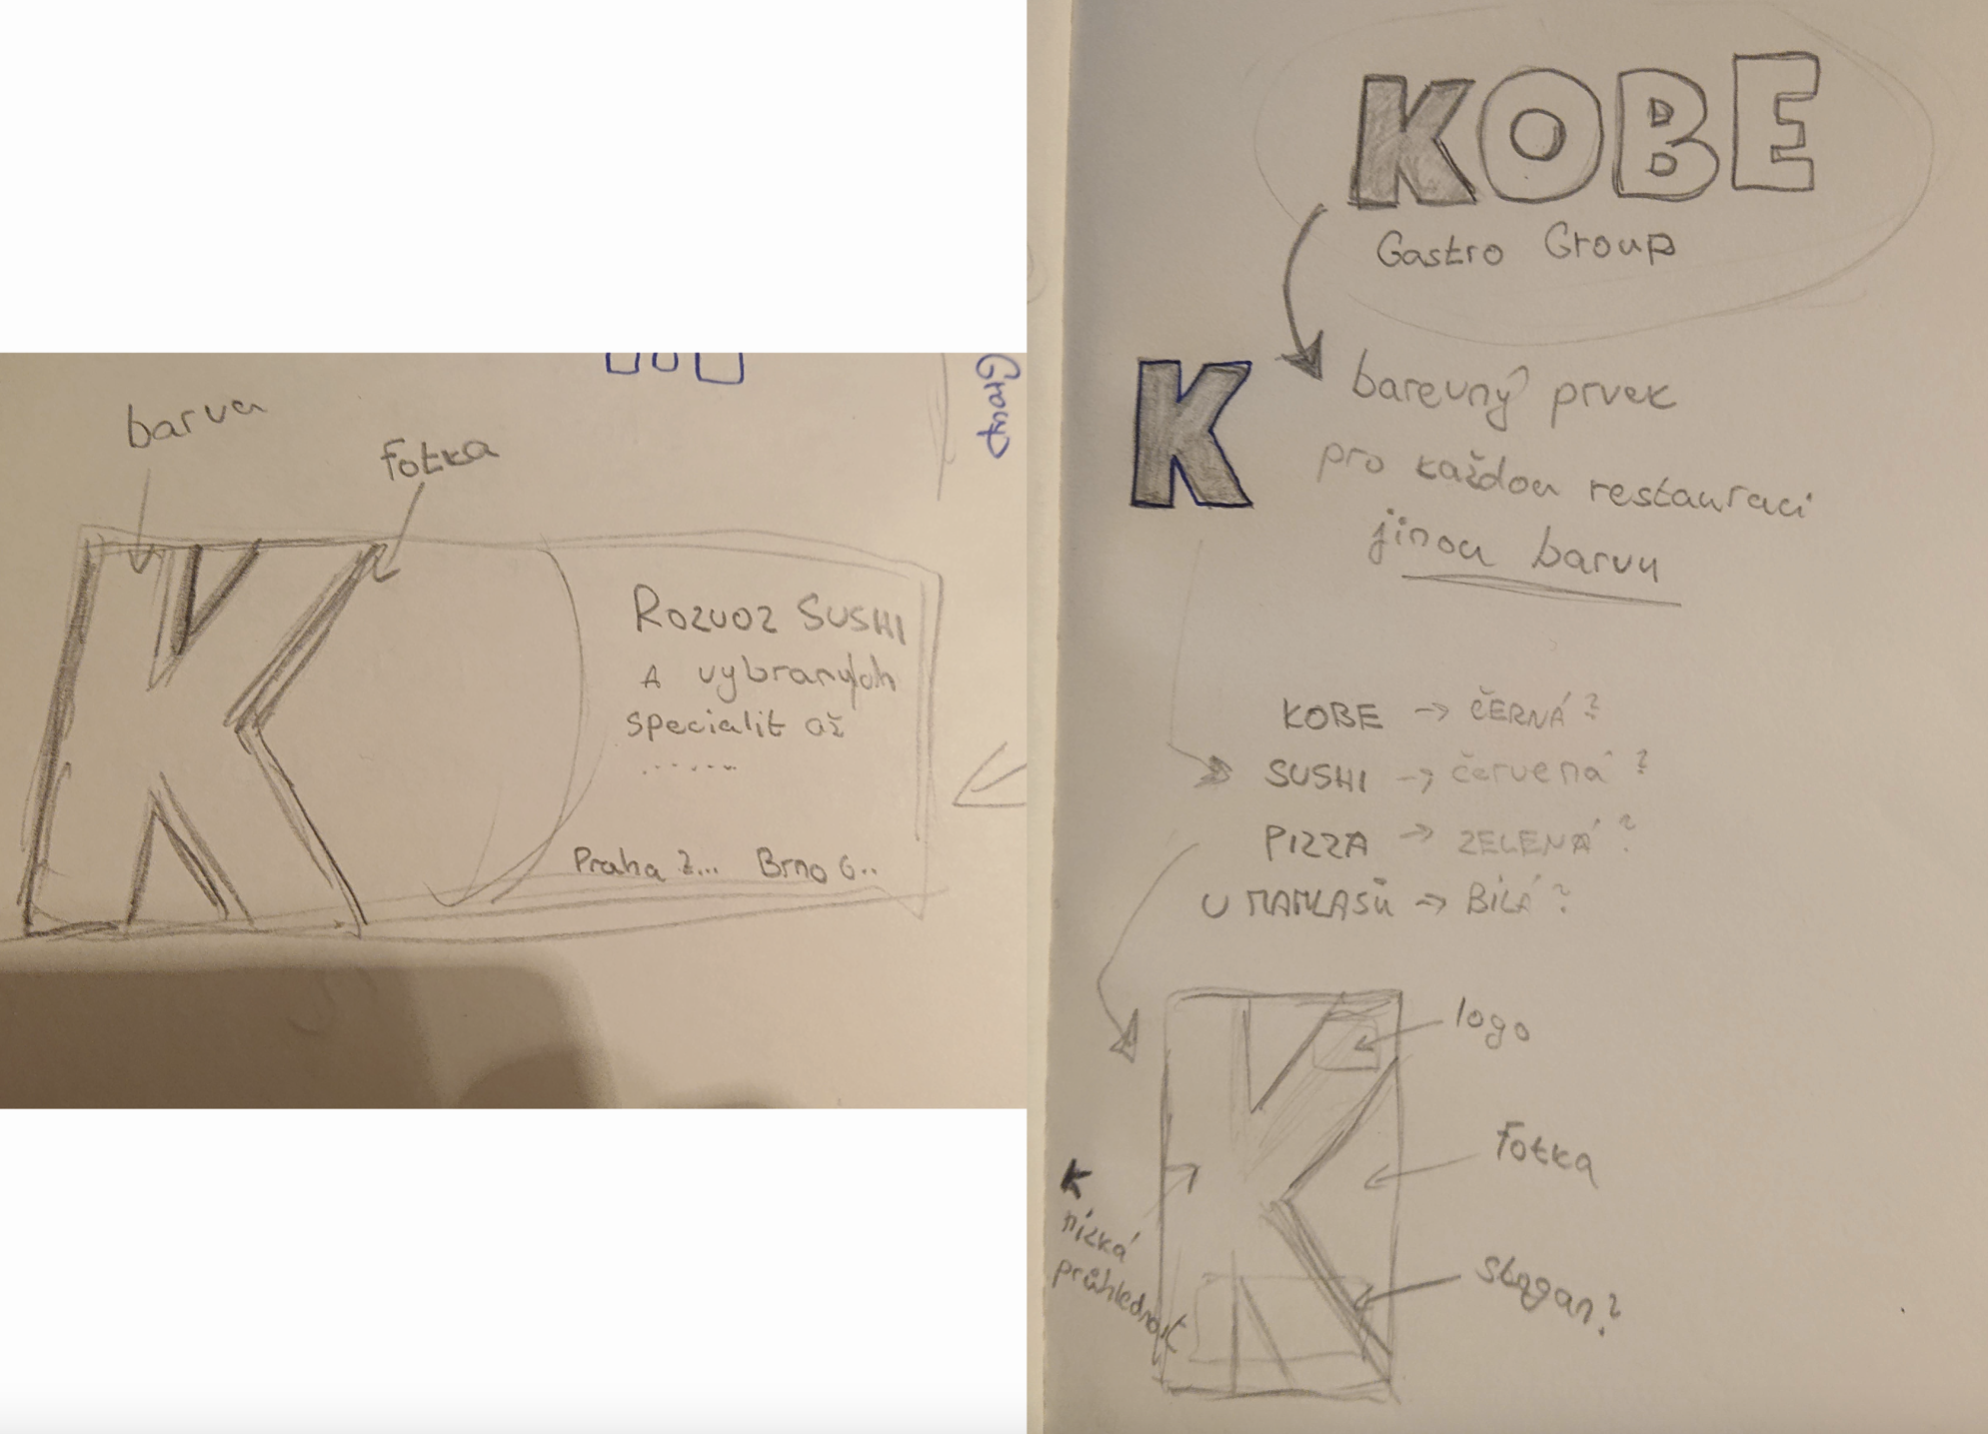 barva
fotka
Group
ROZVOZ SUSHI
A vybraných
specialit až
......
Praha 2... Brno 6..
KOBE
Gastro Group
K
barevný prvek
pro každou restauraci
jinou barvu
KOBE → ČERNÁ?
SUSHI → červená?
PIZZA → ZELENÁ?
U MAMLASŮ → BÍLÁ?
logo
fotka
slogan?
K
nízká
průhlednost